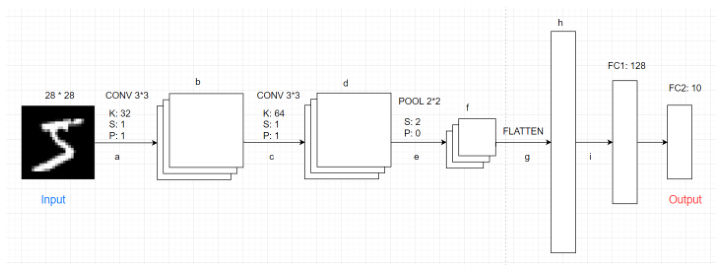 28 * 28
Input
CONV 3*3
K: 32
S: 1
P: 1
a
b
CONV 3*3
K: 64
S: 1
P: 1
c
d
POOL 2*2
S: 2
P: 0
e
f
FLATTEN
g
h
i
FC1: 128
FC2: 10
Output